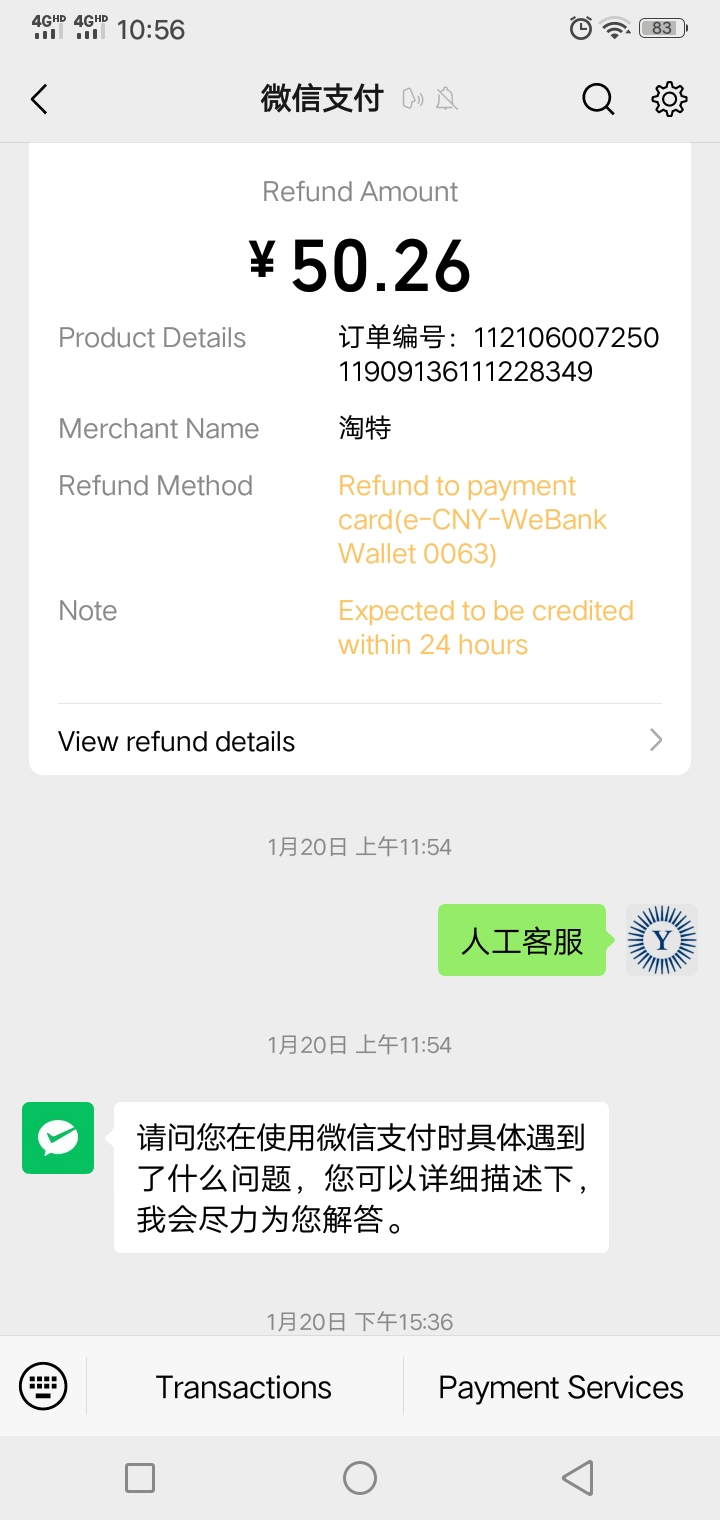 4G HD 4G HD 10:56 83
微信支付
Refund Amount
¥50.26
Product Details 订单编号：112106007250
11909136111228349
Merchant Name 淘特
Refund Method Refund to payment
card(e-CNY-WeBank
Wallet 0063)
Note Expected to be credited
within 24 hours
View refund details
1月20日 上午11:54
人工客服
Y
1月20日 上午11:54
请问您在使用微信支付时具体遇到
了什么问题，您可以详细描述下，
我会尽力为您解答。
1月20日 下午15:36
Transactions Payment Services